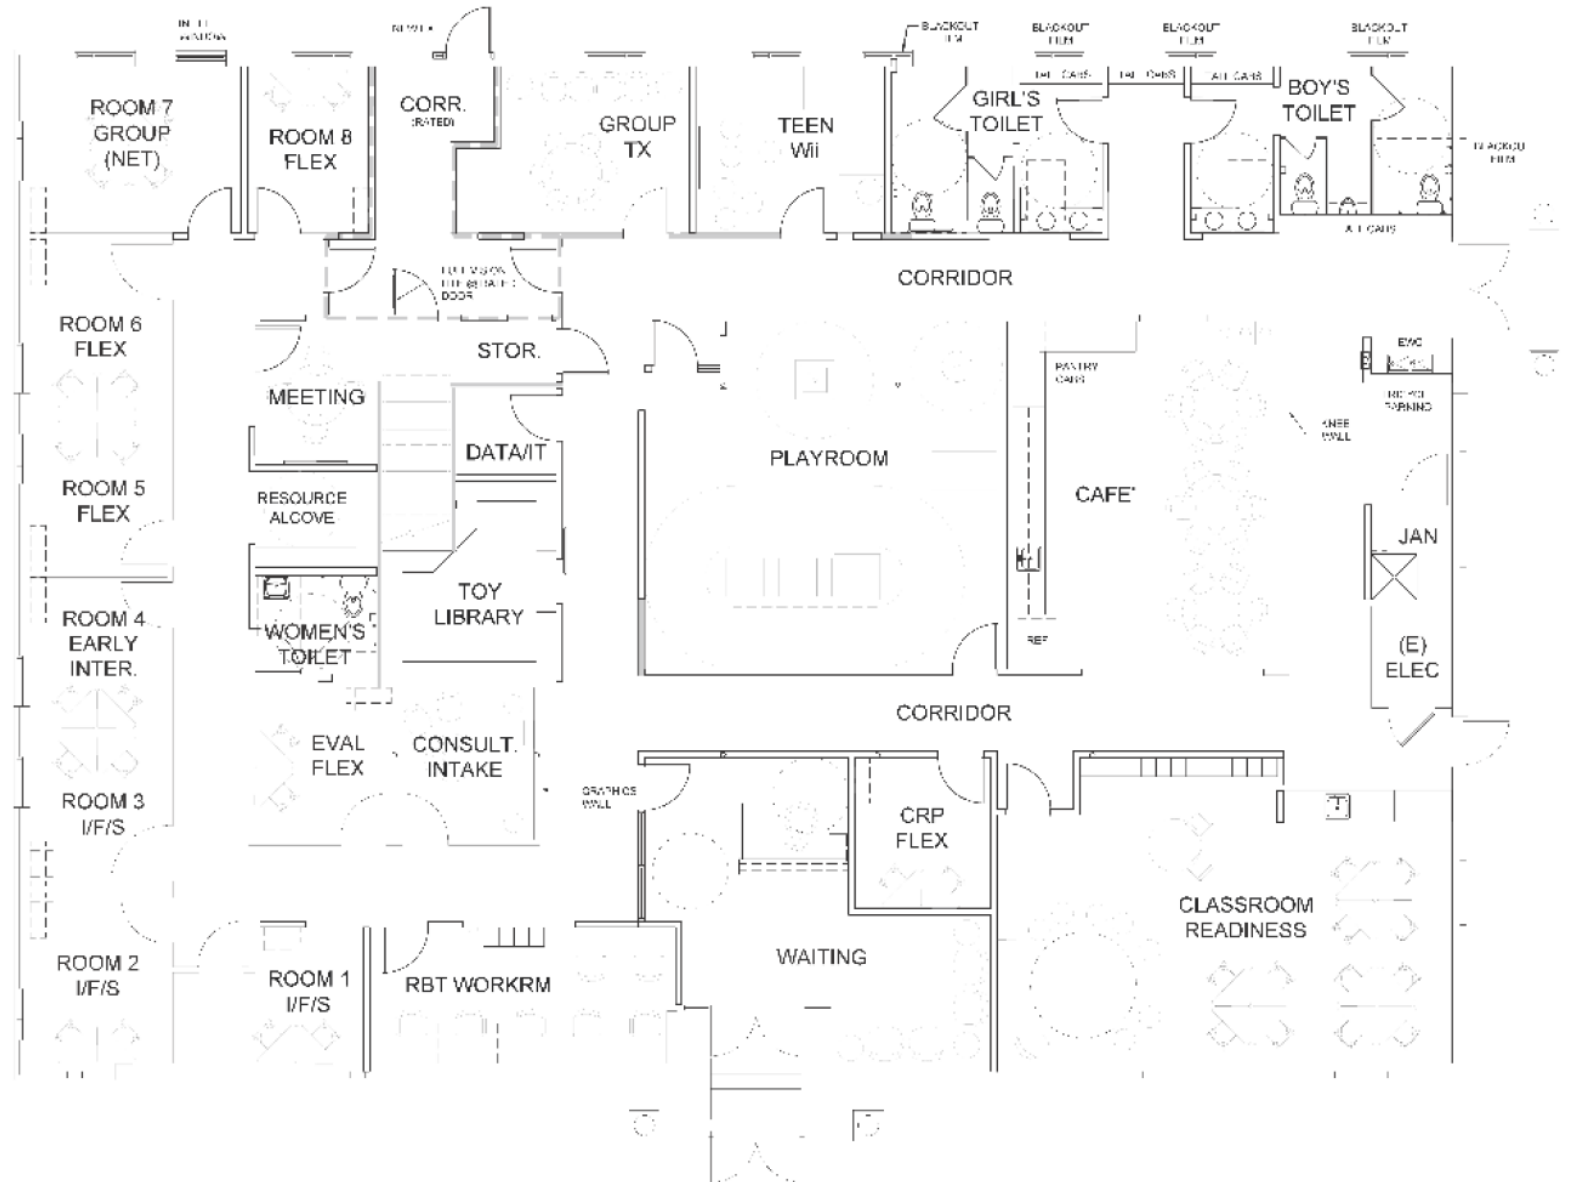 BLACKOUT
BLACKOUT
BLACKOUT
BLACKOUT
FILM
FILM
FILM
ROOM 7
GROUP
(NET)
ROOM 8
FLEX
CORR.
(RATED)
GROUP
TX
TEEN
Wii
GIRL'S
TOILET
BOY'S
TOILET
FILM
CORRIDOR
DOOR
ROOM 6
FLEX
STOR.
MEETING
PANTRY
CABS
EWC
PARKING
KNEE
WALL
DATA/IT
PLAYROOM
CAFE'
ROOM 5
FLEX
RESOURCE
ALCOVE
JAN
TOY
LIBRARY
ROOM 4
EARLY
INTER.
WOMEN'S
TOILET
REF
(E)
ELEC
CORRIDOR
EVAL
FLEX
CONSULT.
INTAKE
GRAPHICS
WALL
ROOM 3
I/F/S
CRP
FLEX
CLASSROOM
READINESS
ROOM 2
I/F/S
ROOM 1
I/F/S
RBT WORKRM
WAITING